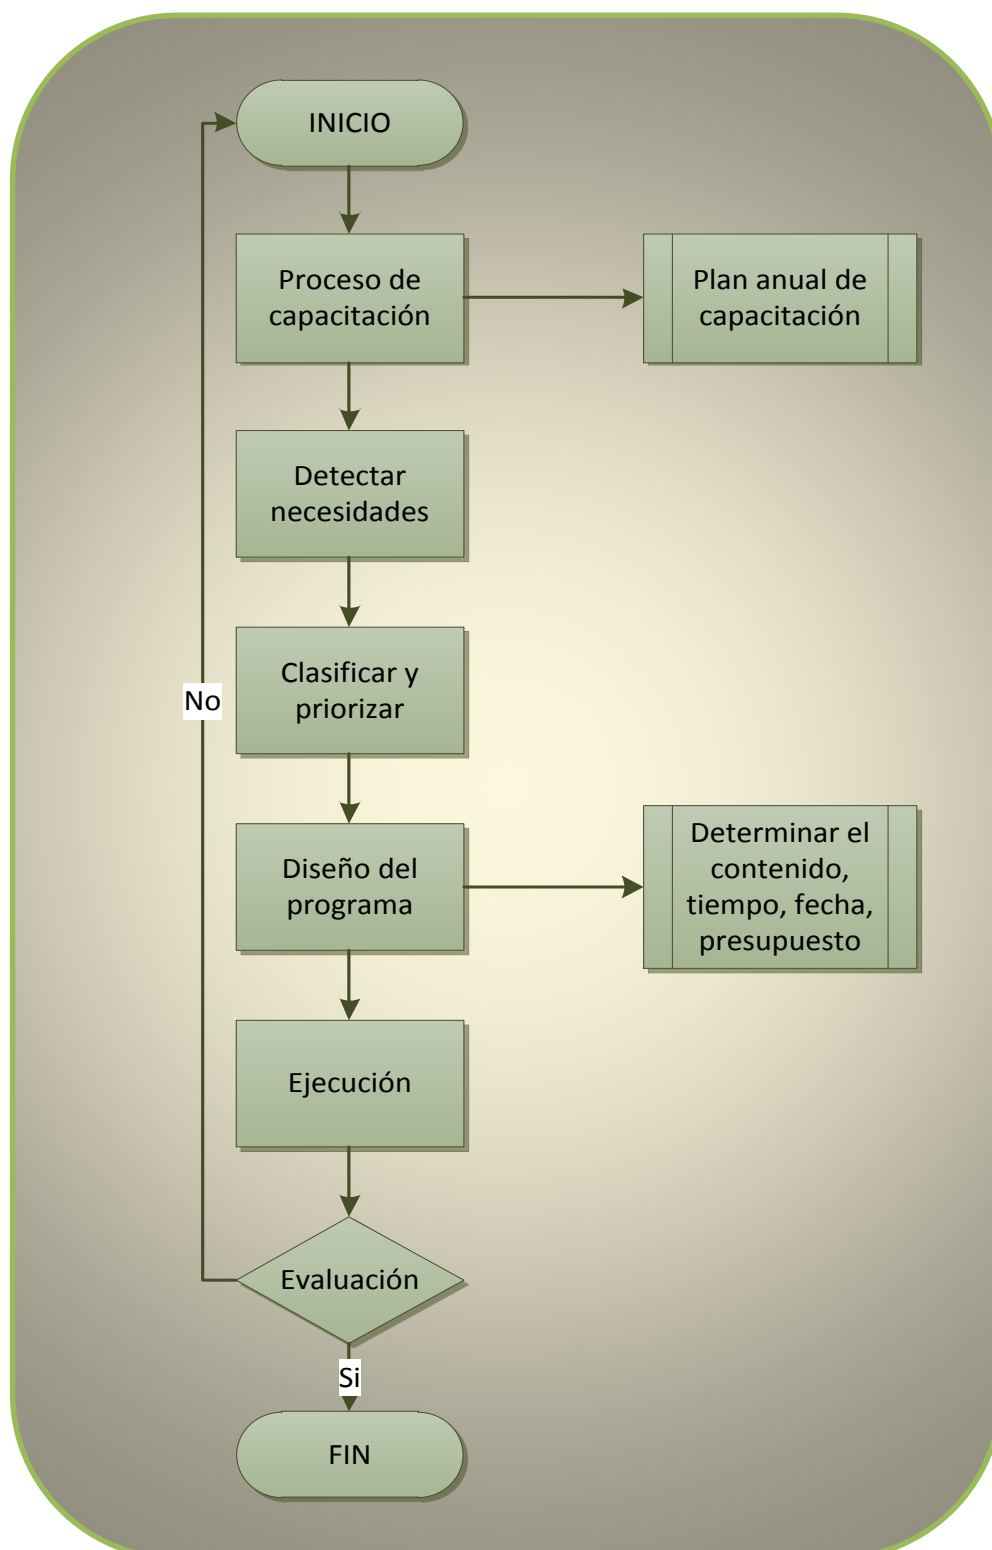 INICIO
Proceso de
capacitación
Plan anual de
capacitación
Detectar
necesidades
Clasificar y
priorizar
No
Diseño del
programa
Determinar el
contenido,
tiempo, fecha,
presupuesto
Ejecución
Evaluación
Si
FIN